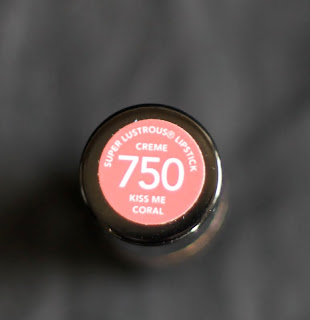 SUPER LUSTROUS® LIPSTICK
CREME
750
KISS ME
CORAL